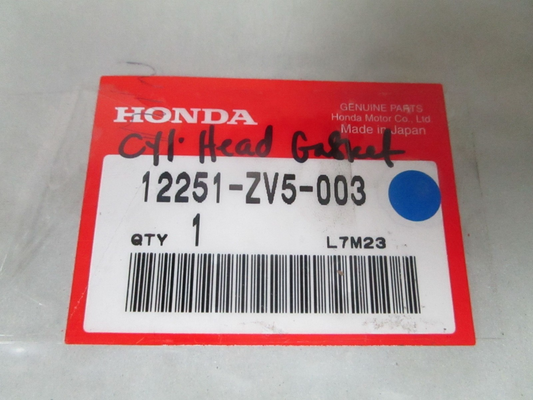 HONDA
GENUINE PARTS
Honda Motor Co., Ltd
Made in Japan
Cyl. Head Gasket
12251-ZV5-003
QTY 1
L7M23